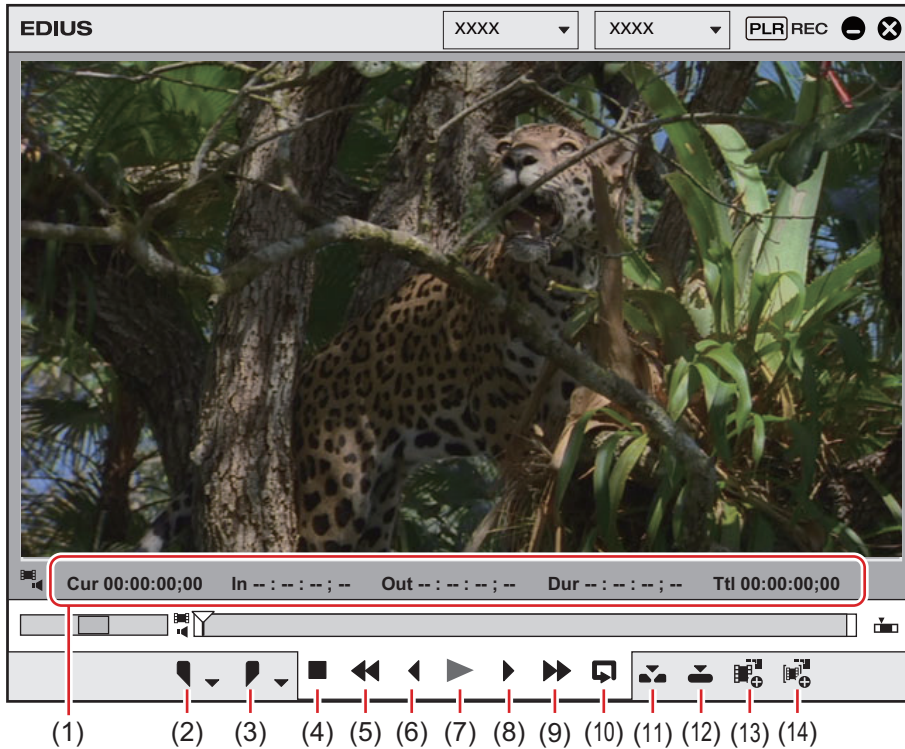 EDIUS XXXX XXXX PLR REC
Cur 00:00:00;00 In -- : -- : -- ; -- Out -- : -- : -- ; -- Dur -- : -- : -- ; -- Ttl 00:00:00;00
(1) (2) (3) (4) (5) (6) (7) (8) (9) (10) (11) (12) (13) (14)